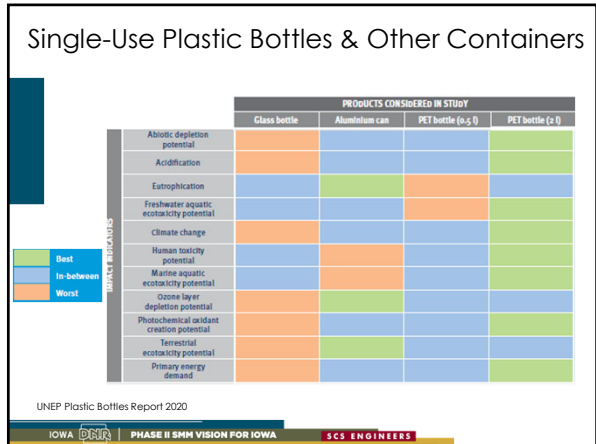 Single-Use Plastic Bottles & Other Containers
PRODUCTS CONSIDERED IN STUDY
Glass bottle Aluminium can PET bottle (0.5 l) PET bottle (2 l)
IMPACT INDICATORS
Abiotic depletion
potential
Acidification
Eutrophication
Freshwater aquatic
ecotoxicity potential
Climate change
Human toxicity
potential
Marine aquatic
ecotoxicity potential
Ozone layer
depletion potential
Photochemical oxidant
creation potential
Terrestrial
ecotoxicity potential
Primary energy
demand
Best
In-between
Worst
UNEP Plastic Bottles Report 2020
IOWA DNR PHASE II SMM VISION FOR IOWA SCS ENGINEERS